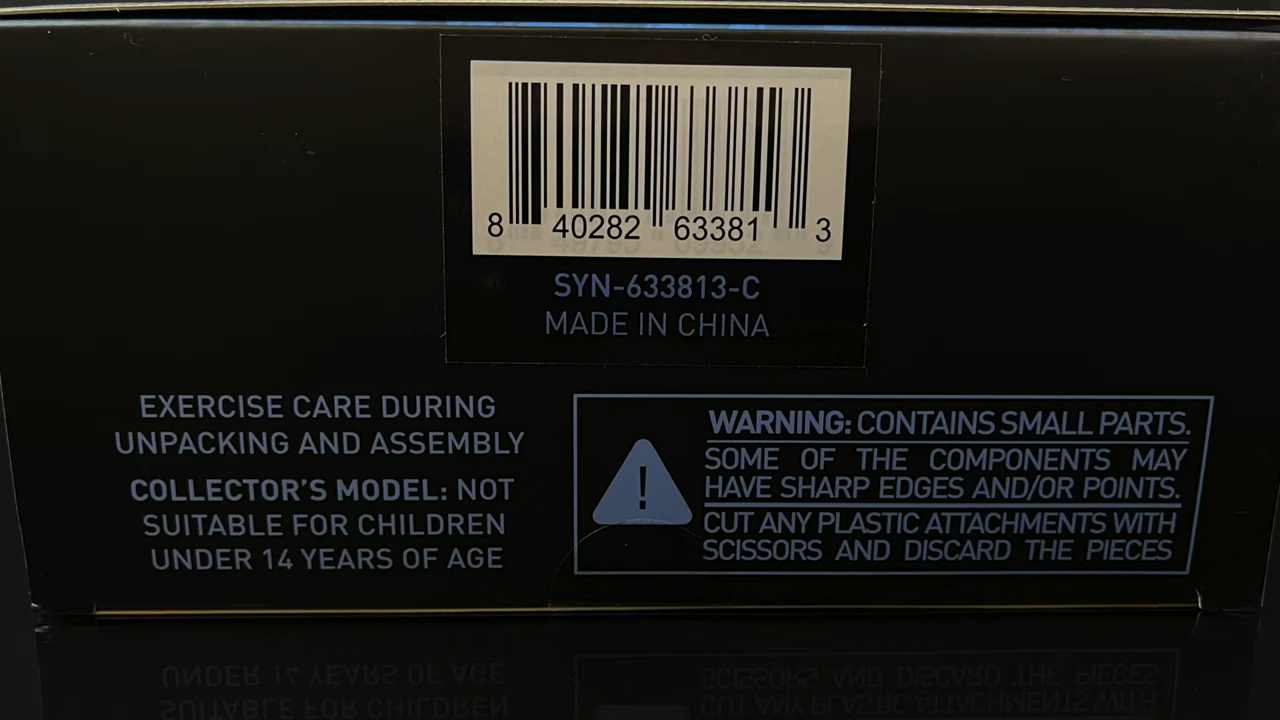 8 40282 63381 3
SYN-633813-C
MADE IN CHINA
EXERCISE CARE DURING
UNPACKING AND ASSEMBLY
COLLECTOR'S MODEL: NOT
SUITABLE FOR CHILDREN
UNDER 14 YEARS OF AGE
WARNING: CONTAINS SMALL PARTS.
SOME OF THE COMPONENTS MAY
HAVE SHARP EDGES AND/OR POINTS.
CUT ANY PLASTIC ATTACHMENTS WITH
SCISSORS AND DISCARD THE PIECES